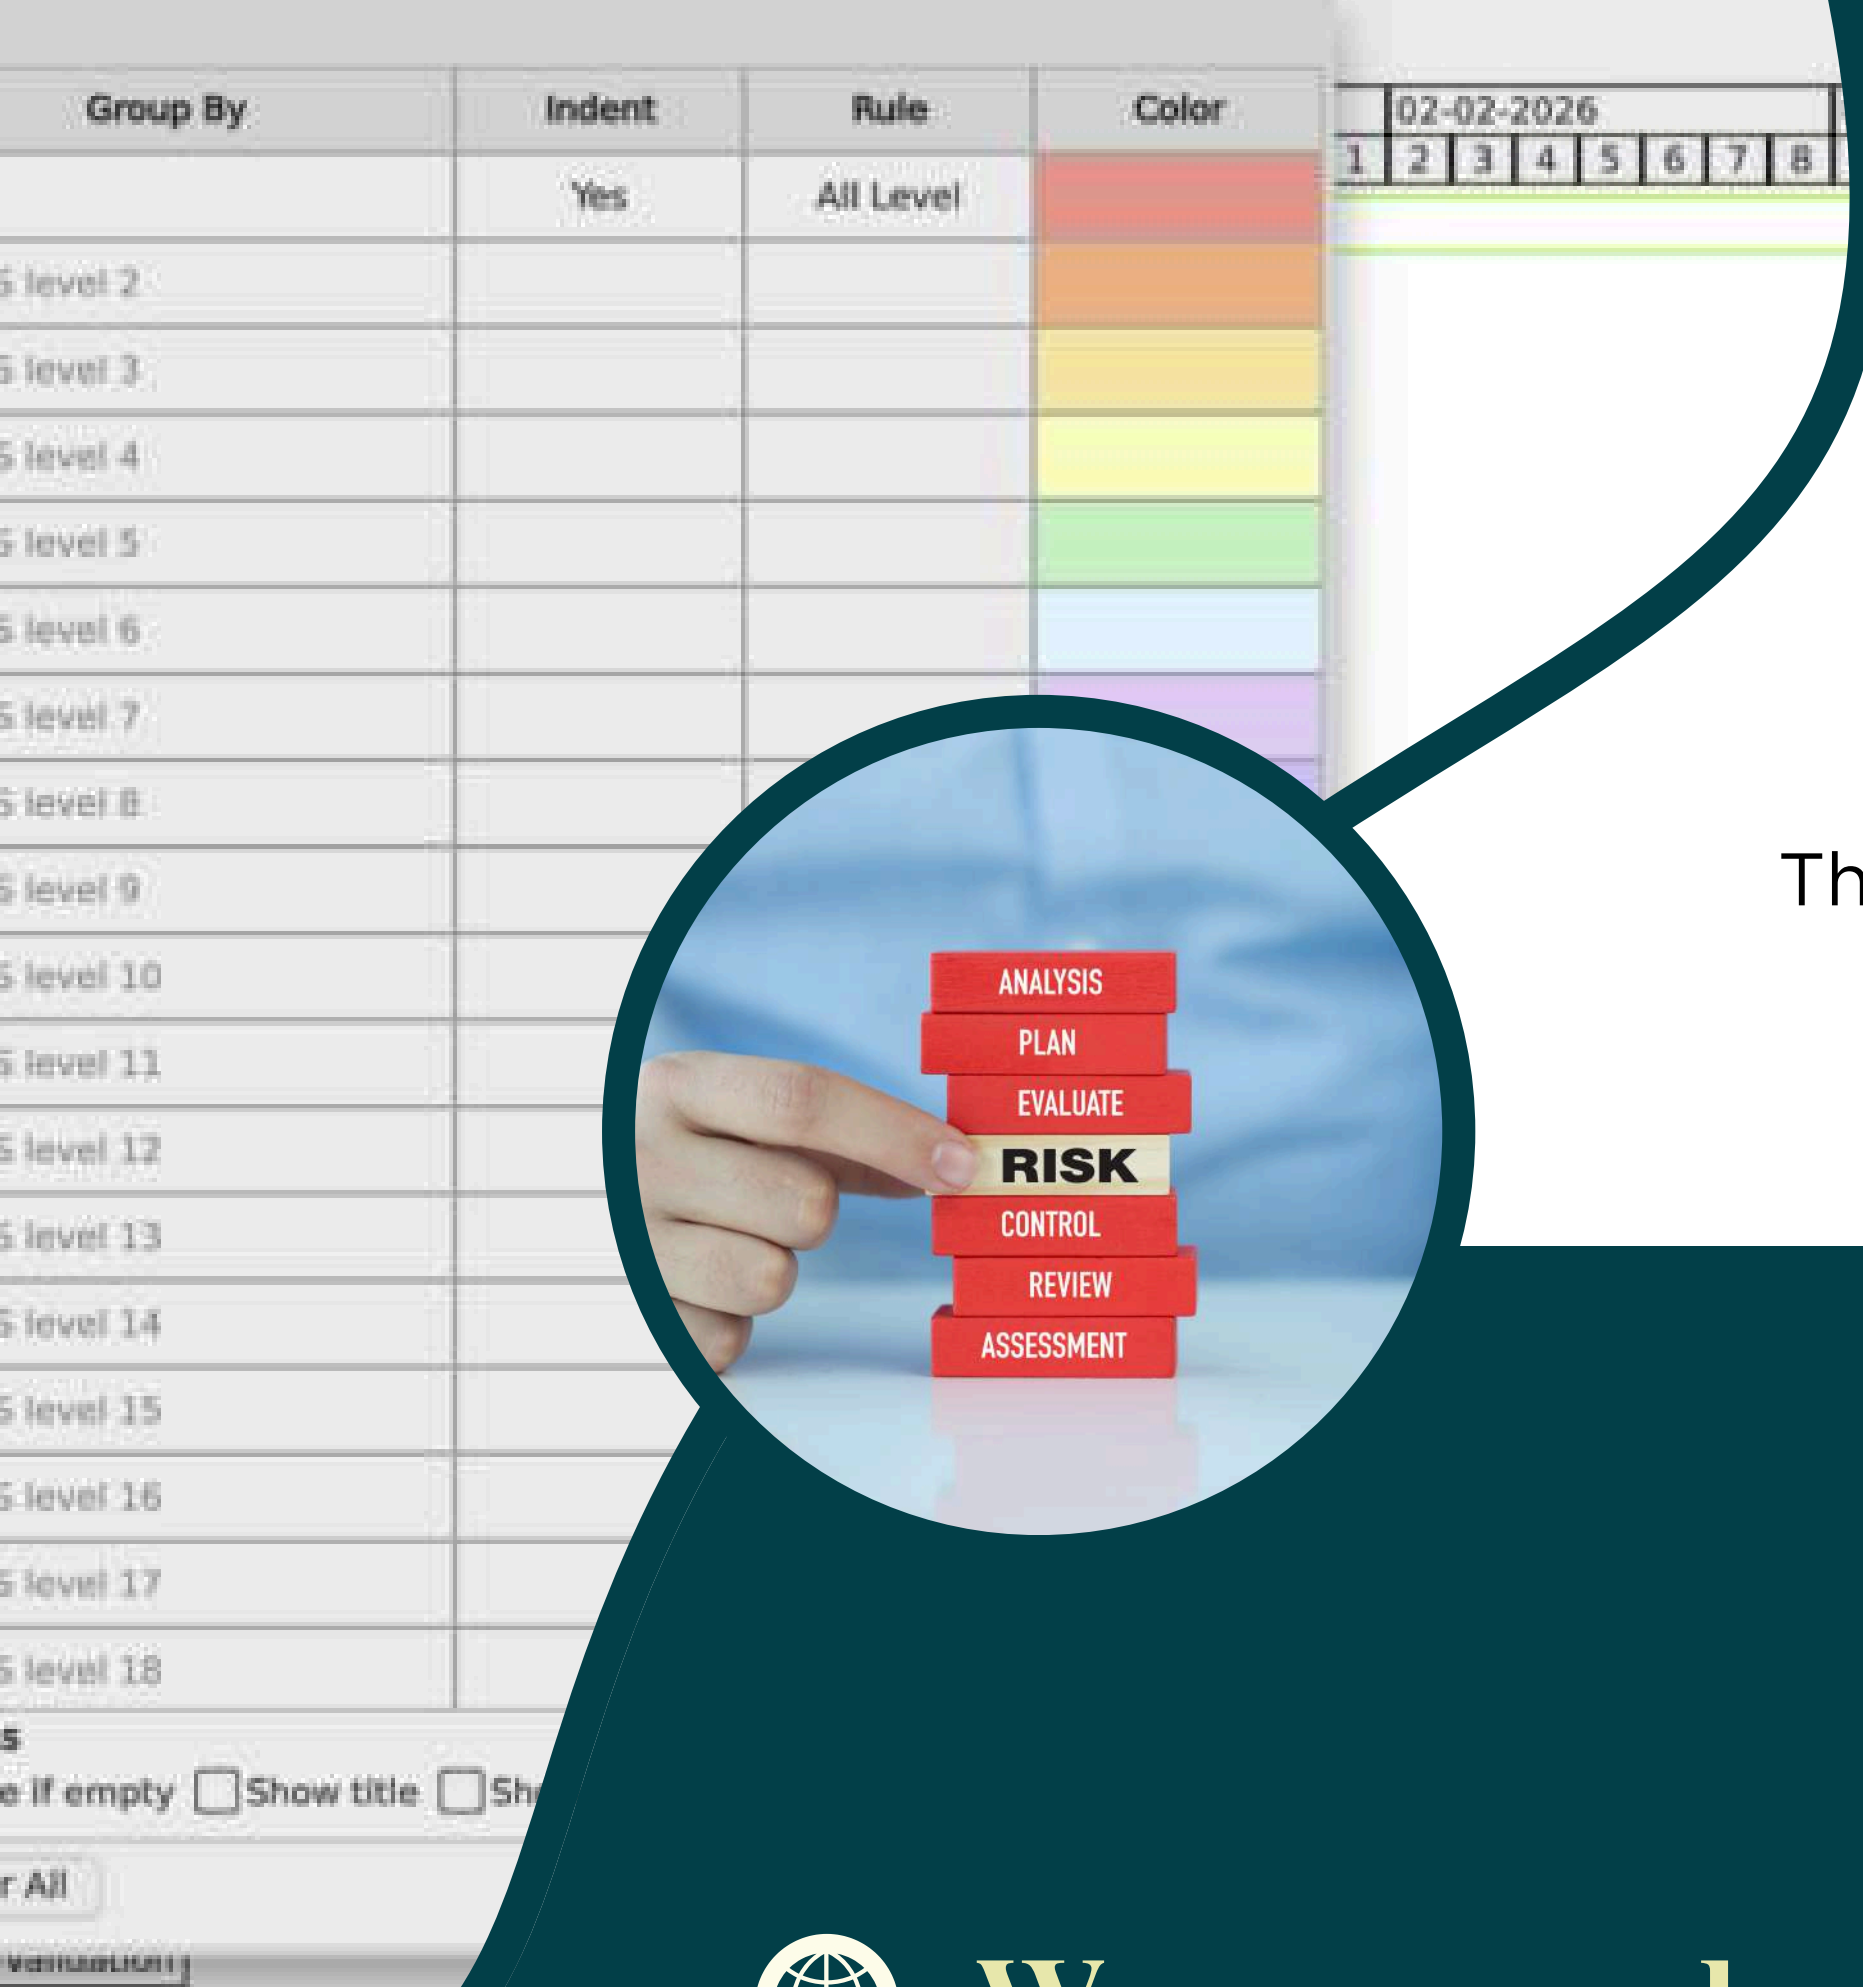 Group By Indent Rule Color
02-02-2026
1 2 3 4 5 6 7 8
Yes All Level
level 2
level 3
level 4
level 5
level 6
level 7
level 8
level 9
level 10
level 11
level 12
level 13
level 14
level 15
level 16
level 17
level 18
if empty Show title
All
ANALYSIS
PLAN
EVALUATE
RISK
CONTROL
REVIEW
ASSESSMENT